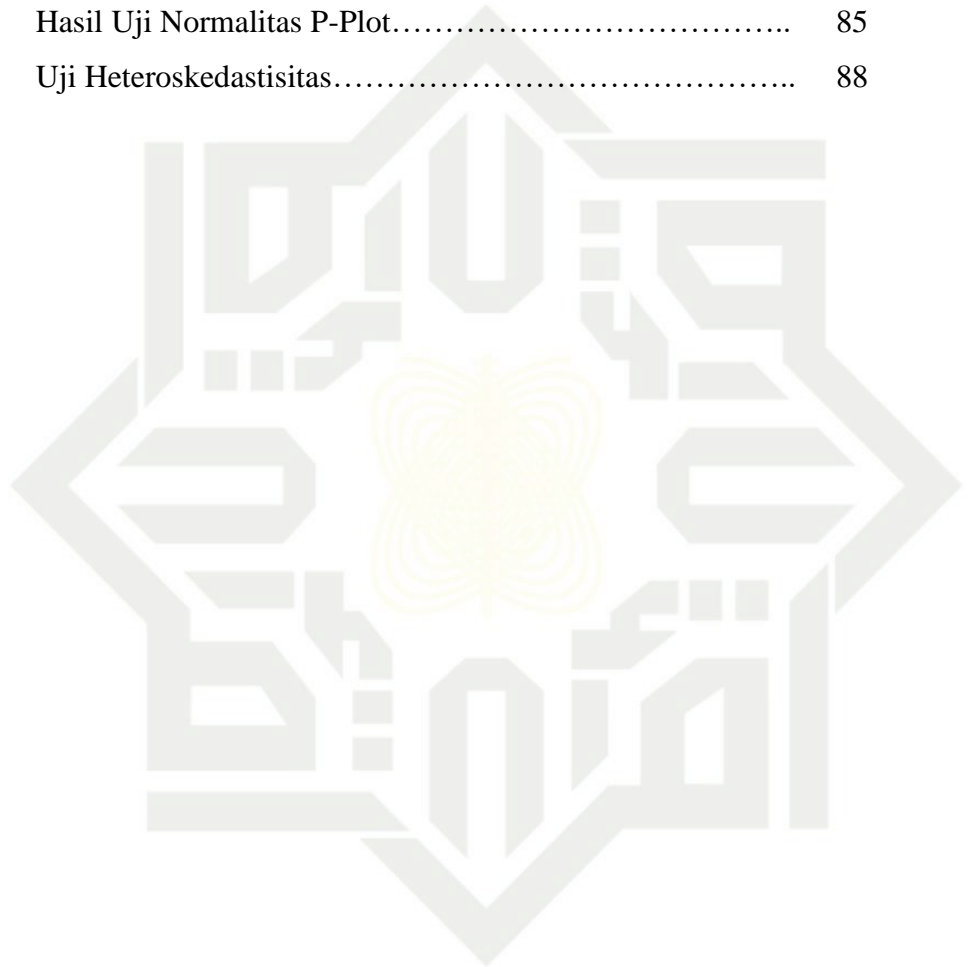 Hasil Uji Normalitas P-Plot……………………………….. 85
Uji Heteroskedastisitas…………………………………….. 88